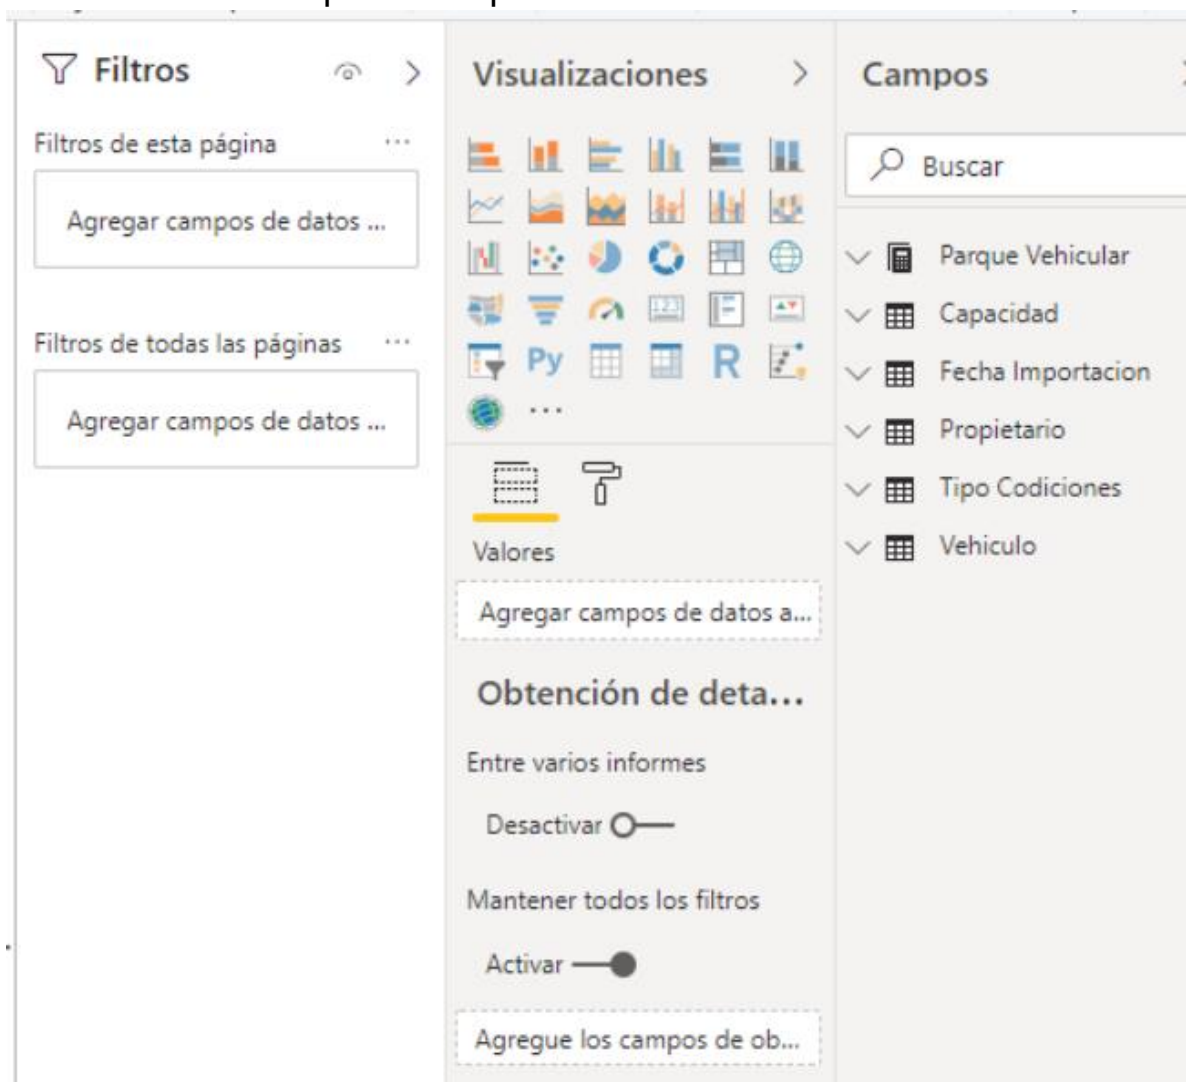 Filtros
Filtros de esta página
Agregar campos de datos ...
Filtros de todas las páginas
Agregar campos de datos ...
Visualizaciones
123
Py
R
Valores
Agregar campos de datos a...
Obtención de deta...
Entre varios informes
Desactivar
Mantener todos los filtros
Activar
Agregue los campos de ob...
Campos
Buscar
Parque Vehicular
Capacidad
Fecha Importacion
Propietario
Tipo Codiciones
Vehiculo